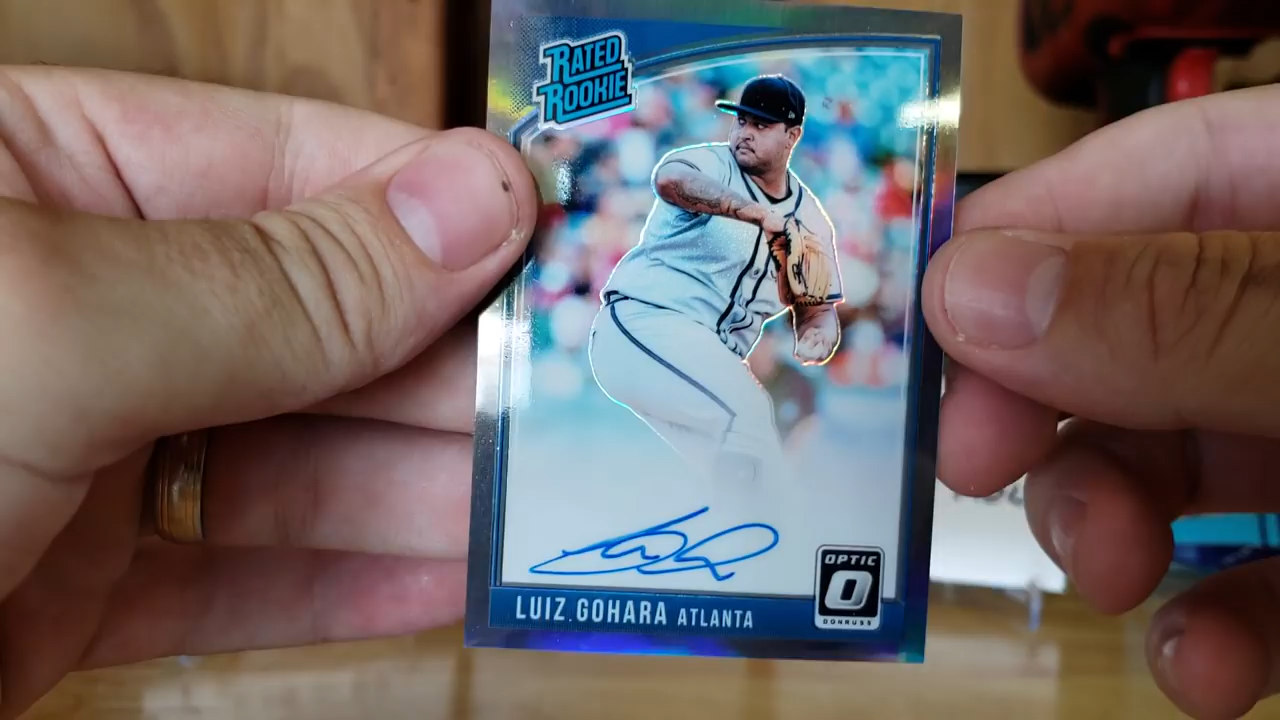 RATED
ROOKIE
LUIZ GOHARA ATLANTA
OPTIC
O
DONRUSS